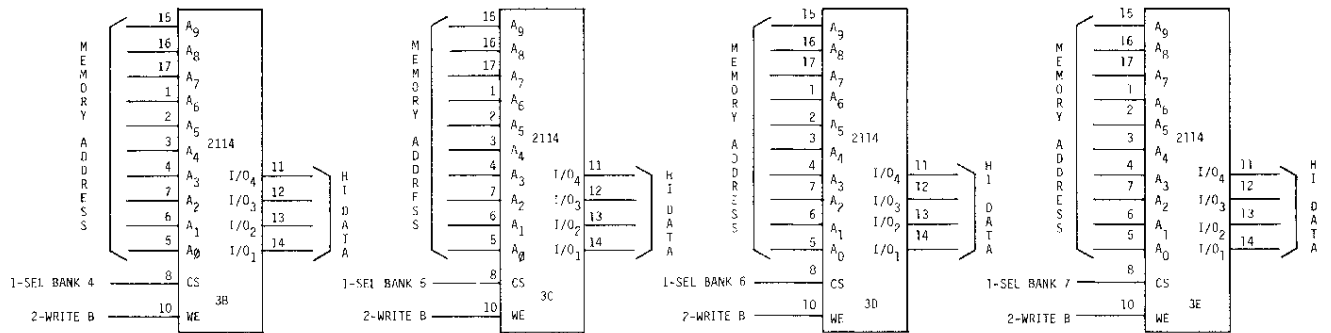 MEMORY ADDRESS
15 A9
16 A8
17 A7
1 A6
2 A5
3 A4
4 A3
7 A2
6 A1
5 AØ
2114
I/O4 11
I/O3 12
I/O2 13
I/O1 14
HI DATA
1-SEL BANK 4 8 CS
3B
2-WRITE B 10 WE
MEMORY ADDRESS
15 A9
16 A8
17 A7
1 A6
2 A5
3 A4
4 A3
7 A2
6 A1
5 AØ
2114
I/O4 11
I/O3 12
I/O2 13
I/O1 14
HI DATA
1-SEL BANK 5 8 CS
3C
2-WRITE B 10 WE
MEMORY ADDRESS
15 A9
16 A8
17 A7
1 A6
2 A5
3 A4
4 A3
7 A2
6 A1
5 A0
2114
I/O4 11
I/O3 12
I/O2 13
I/O1 14
HI DATA
1-SEL BANK 6 8 CS
3D
2-WRITE B 10 WE
MEMORY ADDRESS
15 A9
16 A8
17 A7
1 A6
2 A5
3 A4
4 A3
7 A2
6 A1
5 A0
2114
I/O4 11
I/O3 12
I/O2 13
I/O1 14
HI DATA
1-SEL BANK 7 8 CS
3E
2-WRITE B 10 WE